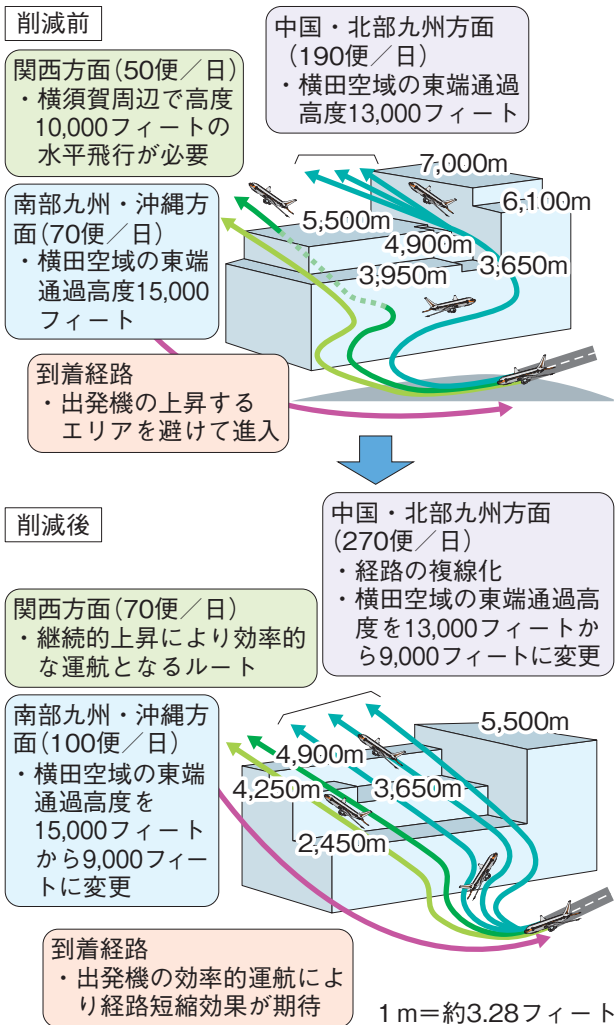 削減前
中国・北部九州方面
(190便／日)
・横田空域の東端通過
高度13,000フィート
関西方面(50便／日)
・横須賀周辺で高度
10,000フィートの
水平飛行が必要
南部九州・沖縄方
面(70便／日)
・横田空域の東端
通過高度15,000
フィート
7,000m
6,100m
5,500m
4,900m
3,950m
3,650m
到着経路
・出発機の上昇する
エリアを避けて進入
削減後
中国・北部九州方面
(270便／日)
・経路の複線化
・横田空域の東端通過高
度を13,000フィートか
ら9,000フィートに変更
関西方面(70便／日)
・継続的上昇により効率的
な運航となるルート
南部九州・沖縄方
面(100便／日)
・横田空域の東端
通過高度を
15,000フィート
から9,000フィー
トに変更
5,500m
4,900m
4,250m
3,650m
2,450m
到着経路
・出発機の効率的運航によ
り経路短縮効果が期待
1m＝約3.28フィート